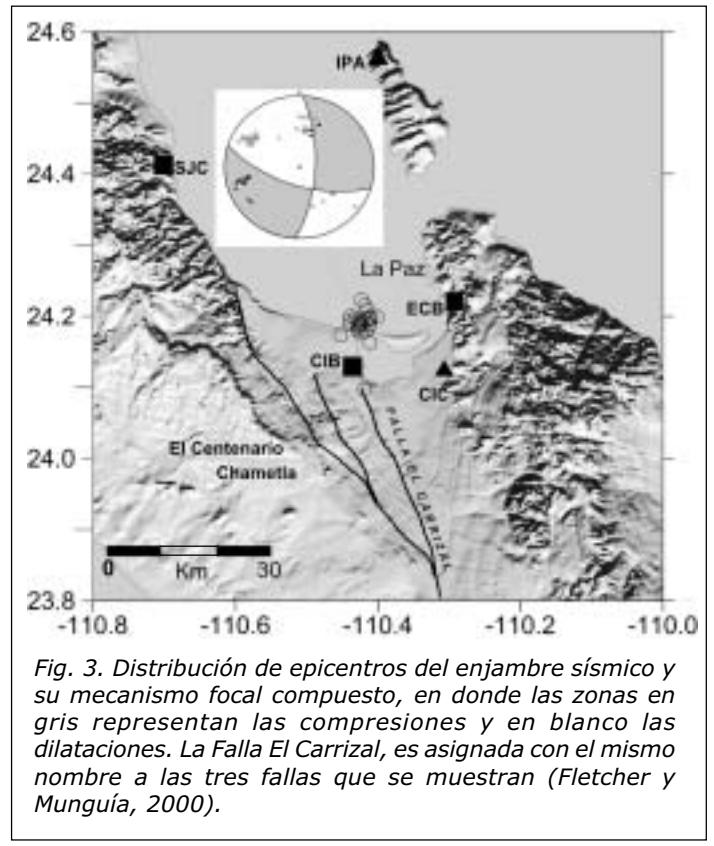 24.6
IPA
24.4
SJC
La Paz
24.2
ECB
CIB
CIC
FALLA EL CARRIZAL
El Centenario
Chametla
24.0
0
Km
30
23.8
-110.8
-110.6
-110.4
-110.2
-110.0
Fig. 3. Distribución de epicentros del enjambre sísmico y
su mecanismo focal compuesto, en donde las zonas en
gris representan las compresiones y en blanco las
dilataciones. La Falla El Carrizal, es asignada con el mismo
nombre a las tres fallas que se muestran (Fletcher y
Munguía, 2000).